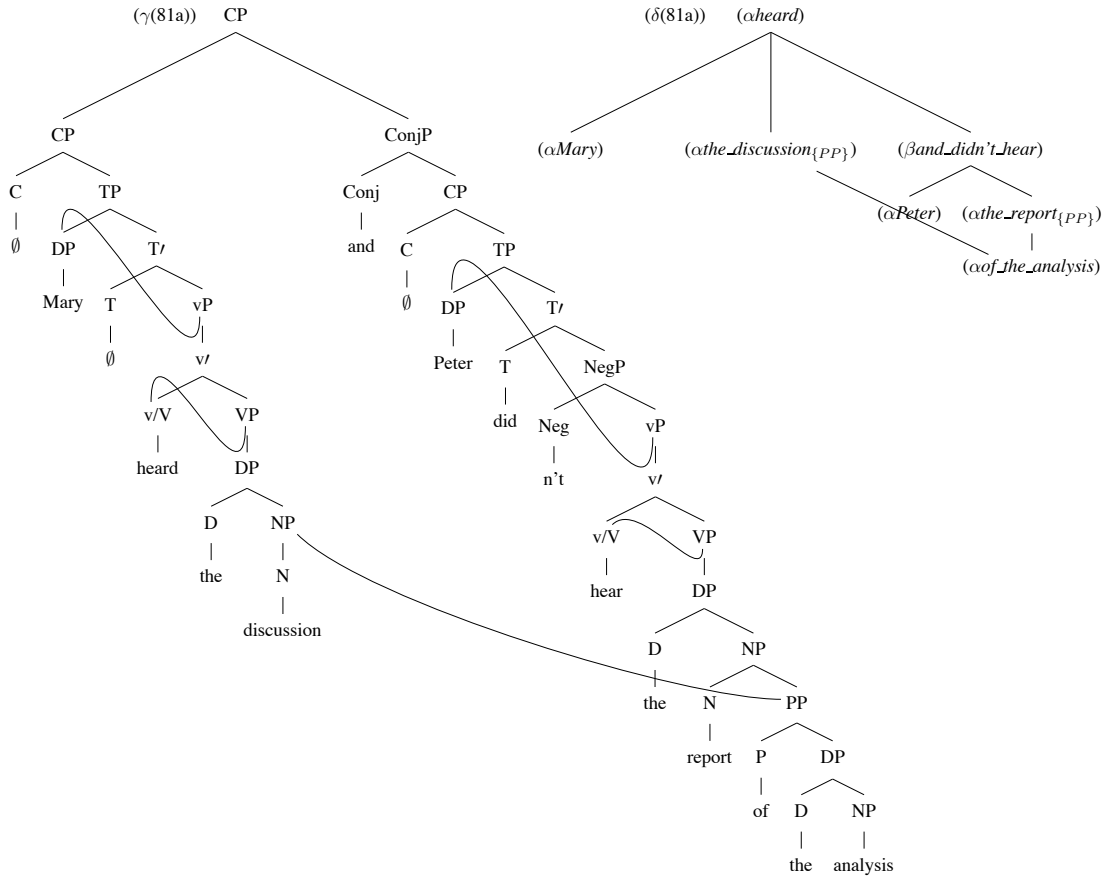 (γ(81a)) CP (δ(81a)) (αheard)
CP ConjP (αMary) (αthe_discussion{PP}) (βand_didn't_hear)
C TP Conj CP (αPeter) (αthe_report{PP})
∅ DP T′ and C TP (αof_the_analysis)
Mary T vP ∅ DP T′
∅ v′ Peter T NegP
v/V VP did Neg vP
heard DP n't v′
D NP v/V VP
the N hear DP
discussion D NP
the N PP
report P DP
of D NP
the analysis